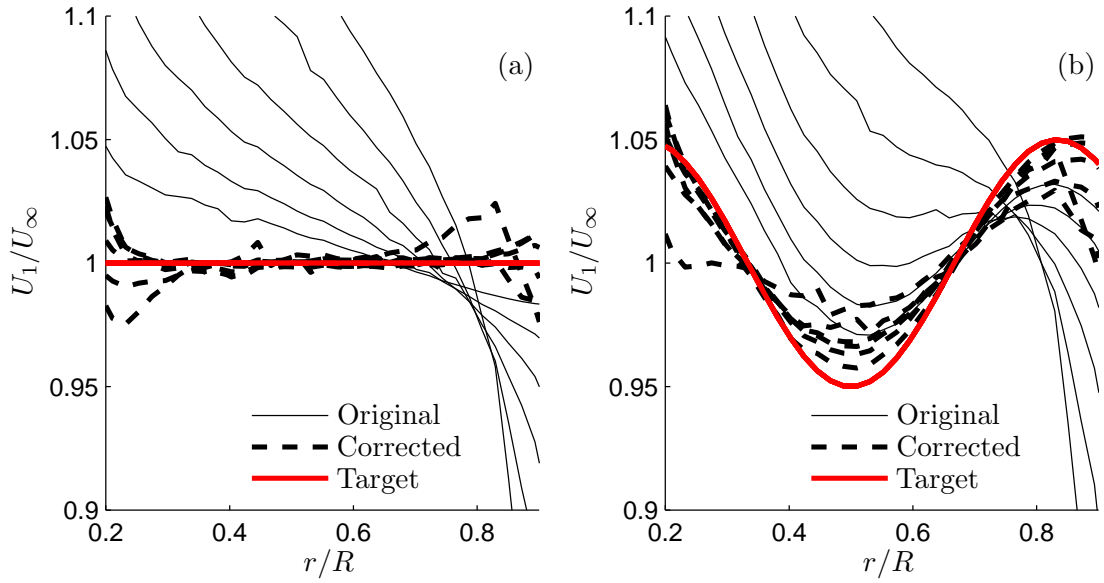 (a)
U₁/U∞
1.1
1.05
1
0.95
0.9
0.2
0.4
0.6
0.8
r/R
Original
Corrected
Target
(b)
U₁/U∞
1.1
1.05
1
0.95
0.9
0.2
0.4
0.6
0.8
r/R
Original
Corrected
Target